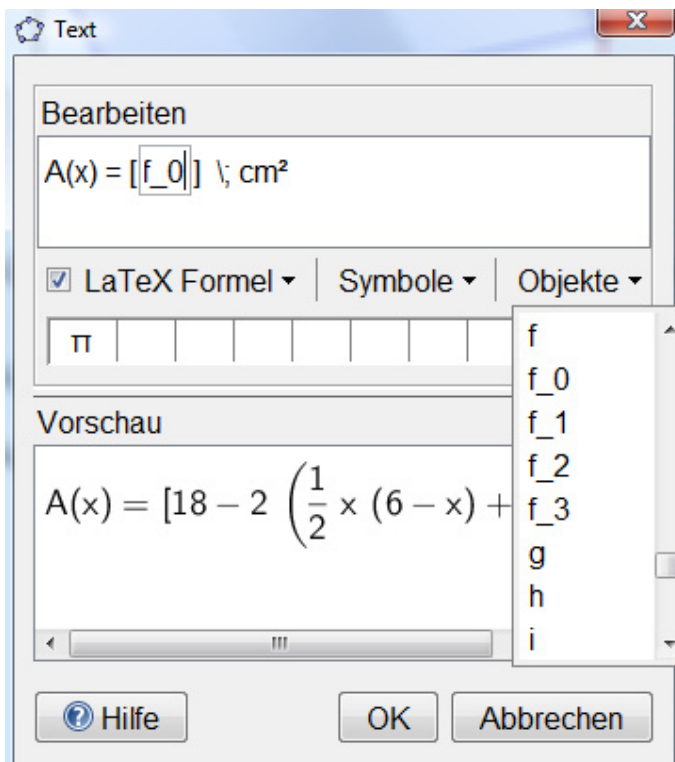 Text
Bearbeiten
A(x) = [f_0] \; cm²
LaTeX Formel Symbole Objekte
π
f
f_0
f_1
f_2
f_3
g
h
i
Vorschau
A(x) = [18 − 2 (1/2 x (6 − x) +
Hilfe OK Abbrechen